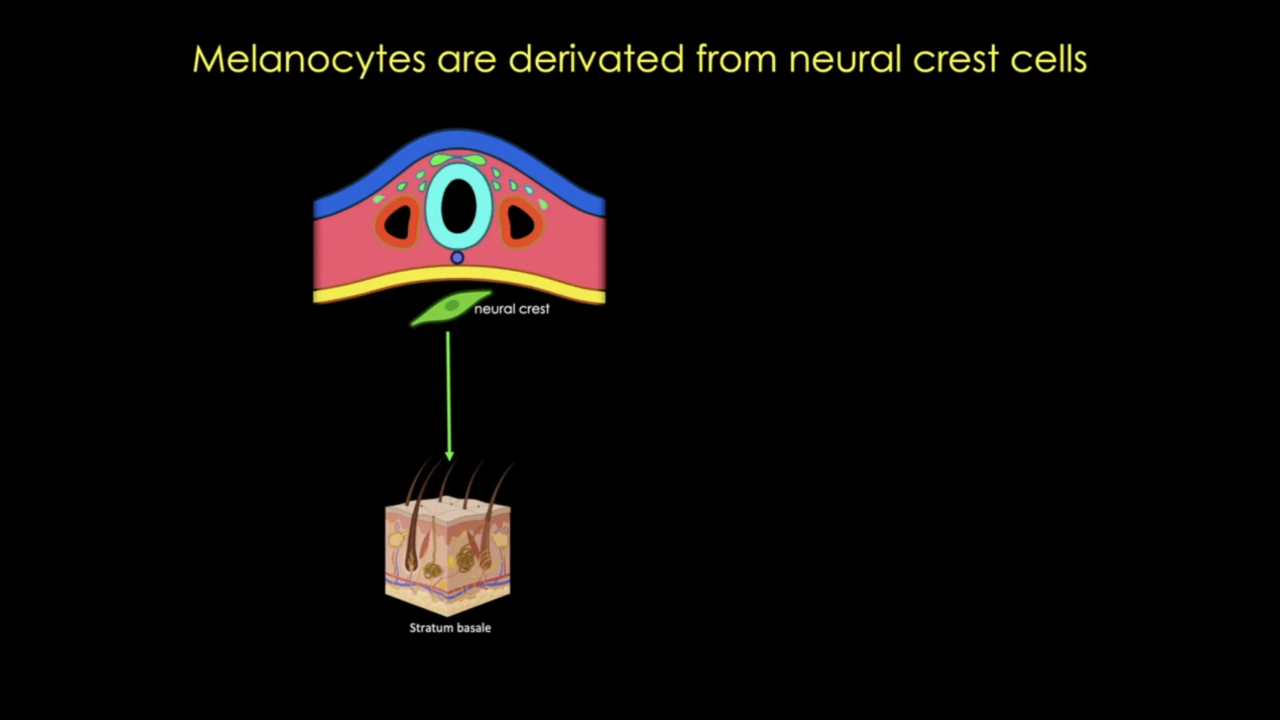 Melanocytes are derivated from neural crest cells
neural crest
Stratum basale